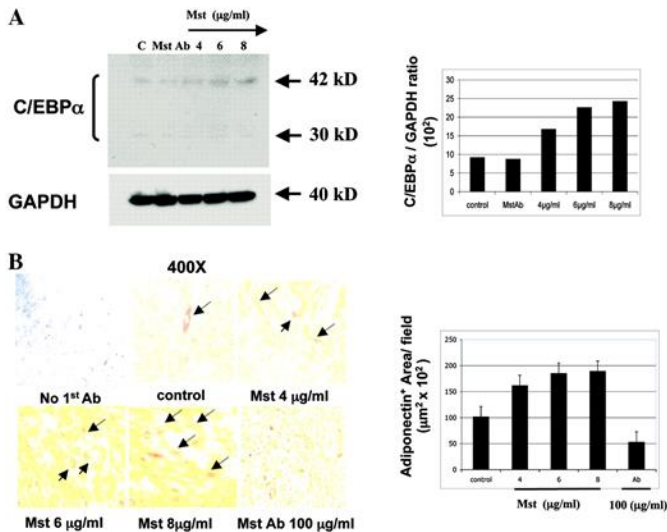 A
Mst (μg/ml)
C Mst Ab 4 6 8
C/EBPα
42 kD
30 kD
GAPDH
40 kD
C/EBPα / GAPDH ratio
(10²)
30
25
20
15
10
5
0
control MstAb 4μg/ml 6μg/ml 8μg/ml
B
400X
No 1st Ab control Mst 4 μg/ml
Mst 6 μg/ml Mst 8μg/ml Mst Ab 100 μg/ml
Adiponectin⁺ Area/ field
(μm² x 10²)
250
200
150
100
50
0
control 4 6 8 Ab
Mst (μg/ml) 100 (μg/ml)